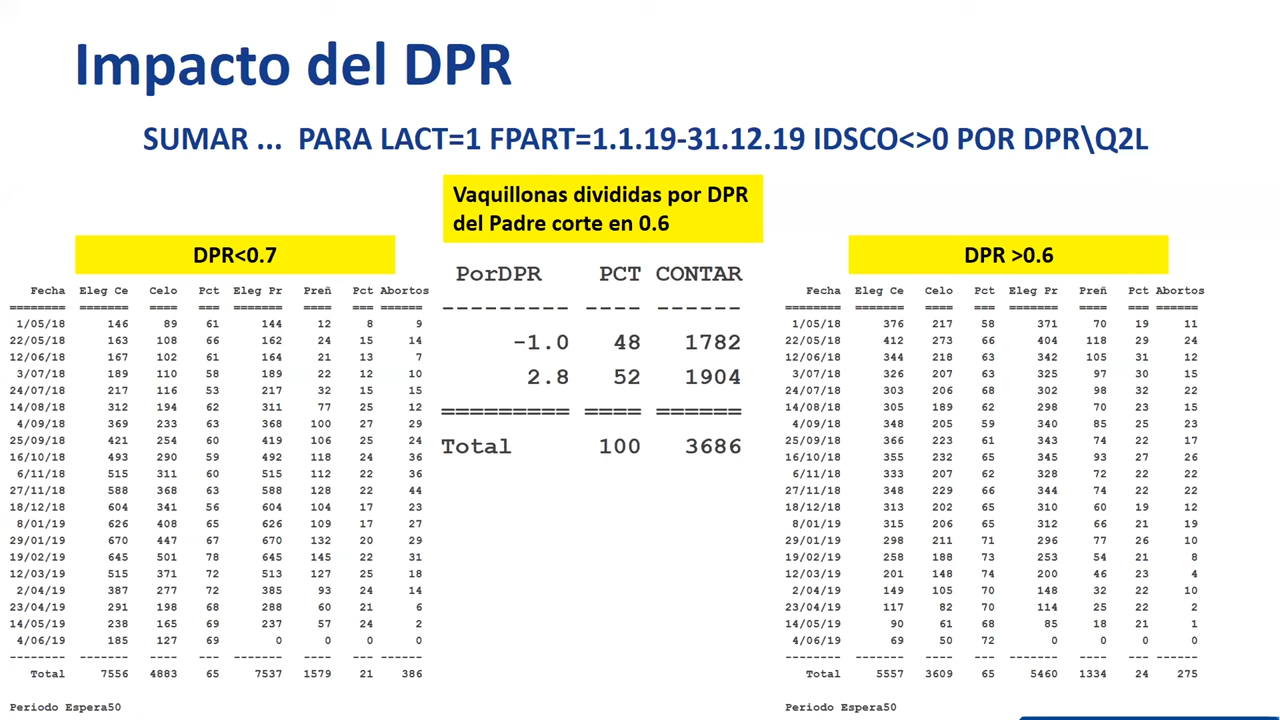 Impacto del DPR
SUMAR ... PARA LACT=1 FPART=1.1.19-31.12.19 IDSCO<>0 POR DPR\Q2L
Vaquillonas divididas por DPR
del Padre corte en 0.6
DPR<0.7
Fecha Eleg Ce Celo Pct Eleg Pr Preñ Pct Abortos
======== ======= ==== === ======= ==== === ======
1/05/18 146 89 61 144 12 8 9
22/05/18 163 108 66 162 24 15 14
12/06/18 167 102 61 164 21 13 7
3/07/18 189 110 58 189 22 12 10
24/07/18 217 116 53 217 32 15 15
14/08/18 312 194 62 311 77 25 12
4/09/18 369 233 63 368 100 27 29
25/09/18 421 254 60 419 106 25 24
16/10/18 493 290 59 492 118 24 36
6/11/18 515 311 60 515 112 22 36
27/11/18 588 368 63 588 128 22 44
18/12/18 604 341 56 604 104 17 23
8/01/19 626 408 65 626 109 17 27
29/01/19 670 447 67 670 132 20 29
19/02/19 645 501 78 645 145 22 31
12/03/19 515 371 72 513 127 25 18
2/04/19 387 277 72 385 93 24 14
23/04/19 291 198 68 288 60 21 6
14/05/19 238 165 69 237 57 24 2
4/06/19 185 127 69 0 0 0 0
-------- ------- ---- --- ------- ---- --- ------
Total 7556 4883 65 7537 1579 21 386
Periodo Espera50
PorDPR PCT CONTAR
--------- ---- ------
-1.0 48 1782
2.8 52 1904
========= ==== ======
Total 100 3686
DPR >0.6
Fecha Eleg Ce Celo Pct Eleg Pr Preñ Pct Abortos
======== ======= ==== === ======= ==== === ======
1/05/18 376 217 58 371 70 19 11
22/05/18 412 273 66 404 118 29 24
12/06/18 344 218 63 342 105 31 12
3/07/18 326 207 63 325 97 30 15
24/07/18 303 206 68 302 98 32 22
14/08/18 305 189 62 298 70 23 15
4/09/18 348 205 59 340 85 25 23
25/09/18 366 223 61 343 74 22 17
16/10/18 355 232 65 345 93 27 26
6/11/18 333 207 62 328 72 22 22
27/11/18 348 229 66 344 74 22 22
18/12/18 313 202 65 310 60 19 12
8/01/19 315 206 65 312 66 21 19
29/01/19 298 211 71 296 77 26 10
19/02/19 258 188 73 253 54 21 8
12/03/19 201 148 74 200 46 23 4
2/04/19 149 105 70 148 32 22 10
23/04/19 117 82 70 114 25 22 2
14/05/19 90 61 68 85 18 21 1
4/06/19 69 50 72 0 0 0 0
-------- ------- ---- --- ------- ---- --- ------
Total 5557 3609 65 5460 1334 24 275
Periodo Espera50